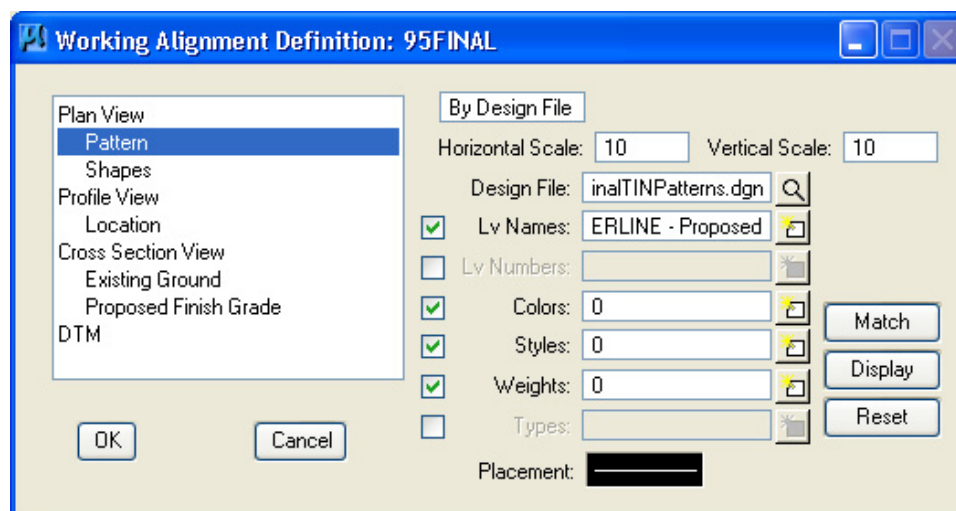 Working Alignment Definition: 95FINAL
Plan View
Pattern
Shapes
Profile View
Location
Cross Section View
Existing Ground
Proposed Finish Grade
DTM
OK
Cancel
By Design File
Horizontal Scale: 10 Vertical Scale: 10
Design File: inalTINPatterns.dgn
Lv Names: ERLINE - Proposed
Lv Numbers:
Colors: 0
Styles: 0
Weights: 0
Types:
Placement:
Match
Display
Reset